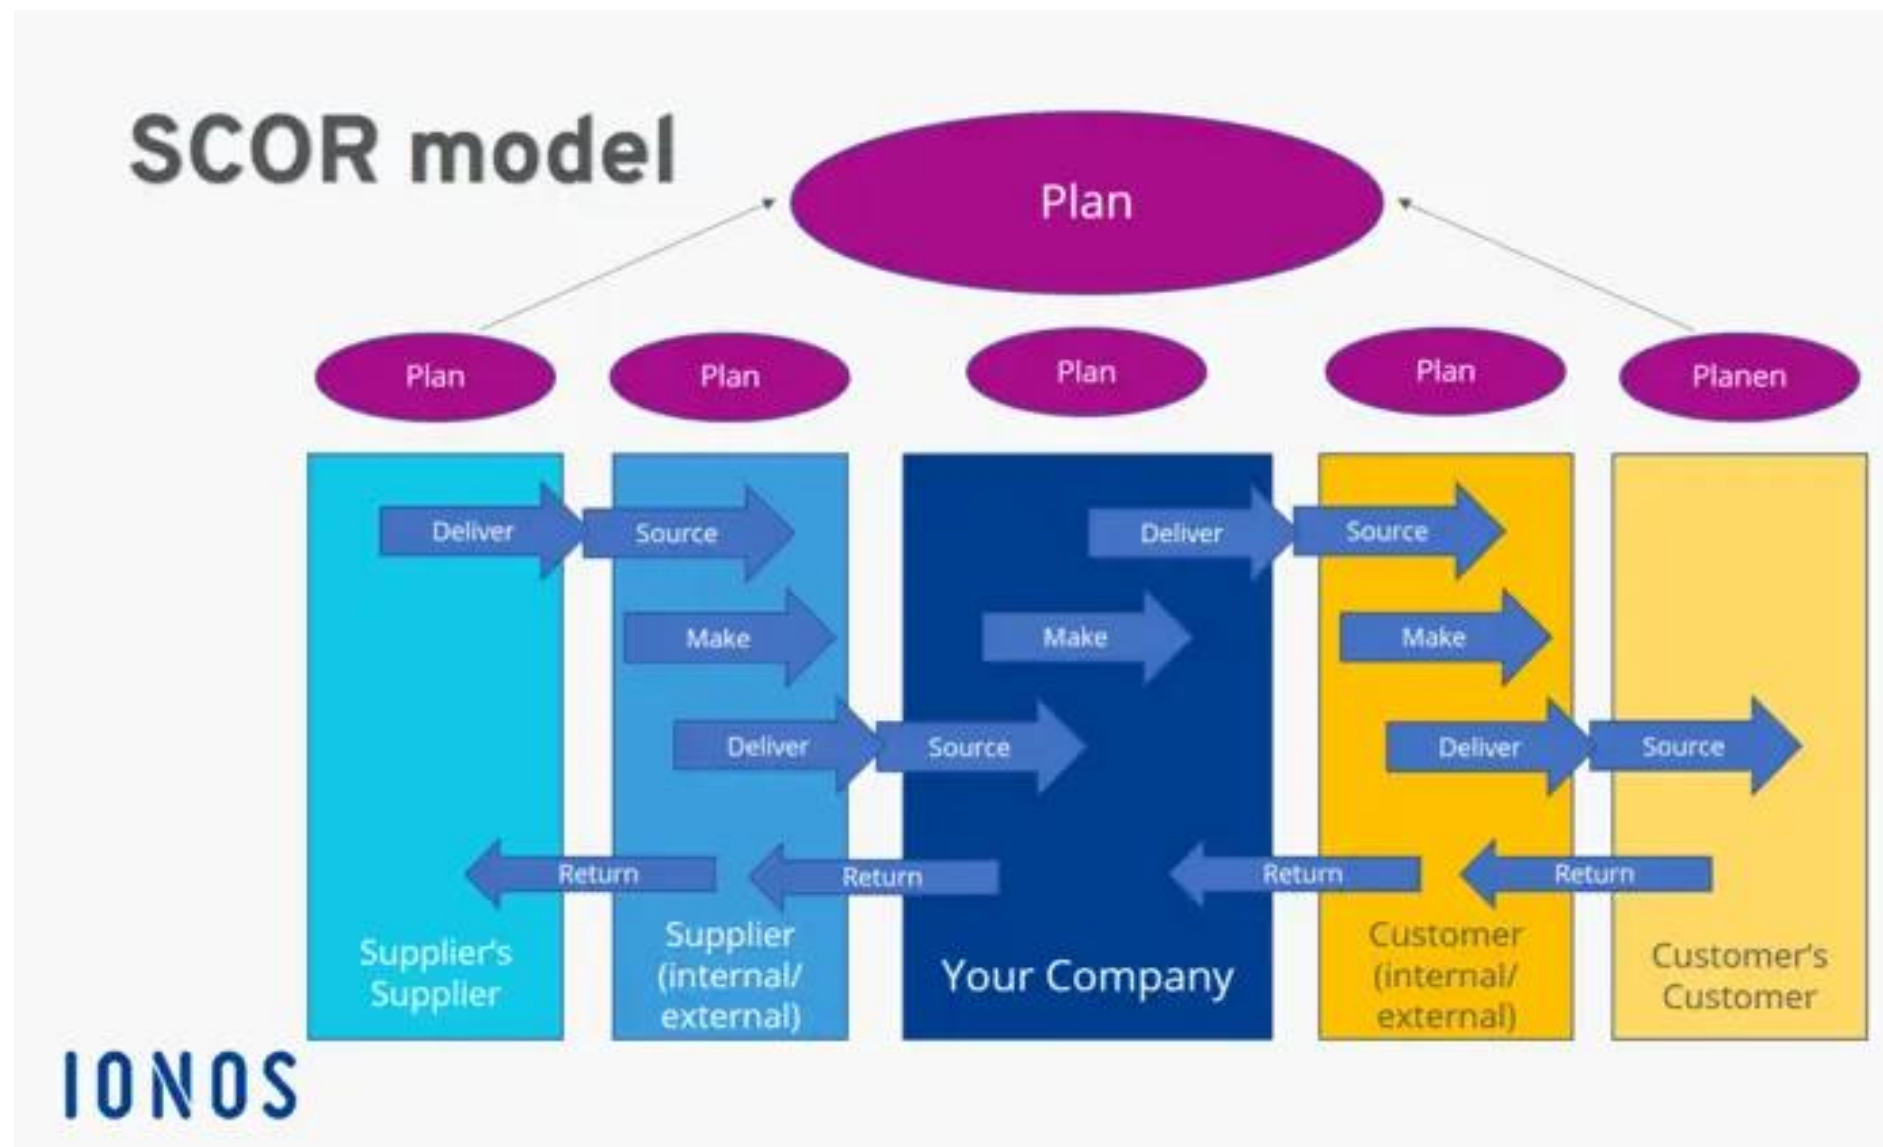 SCOR model
Plan
Plan
Plan
Plan
Plan
Planen
Deliver
Source
Deliver
Source
Make
Make
Make
Deliver
Source
Deliver
Source
Return
Return
Return
Return
Supplier's
Supplier
Supplier
(internal/
external)
Your Company
Customer
(internal/
external)
Customer's
Customer
IONOS